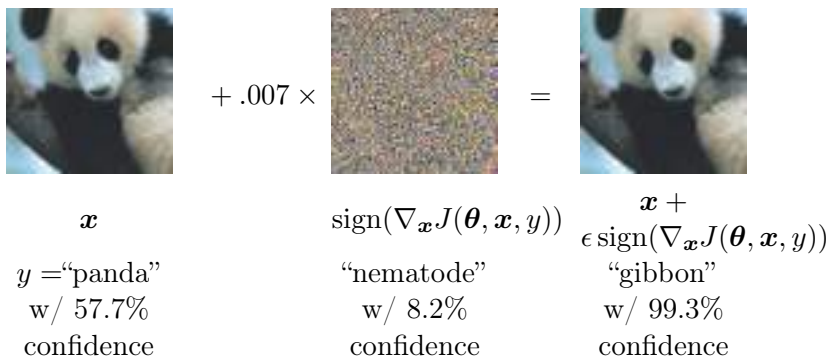 + .007 ×
=
x
sign(∇ₓJ(θ, x, y))
x +
ϵ sign(∇ₓJ(θ, x, y))
y =“panda”
“nematode”
“gibbon”
w/ 57.7%
w/ 8.2%
w/ 99.3%
confidence
confidence
confidence